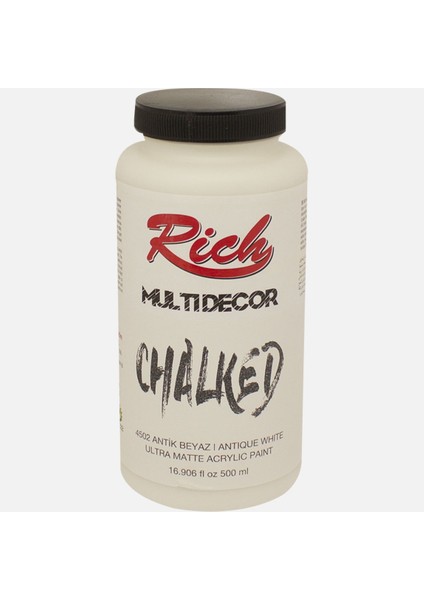 Rich
MULTIDECOR
CHALKED
4502 ANTİK BEYAZ | ANTIQUE WHITE
ULTRA MATTE ACRYLIC PAINT
16.906 fl oz 500 ml